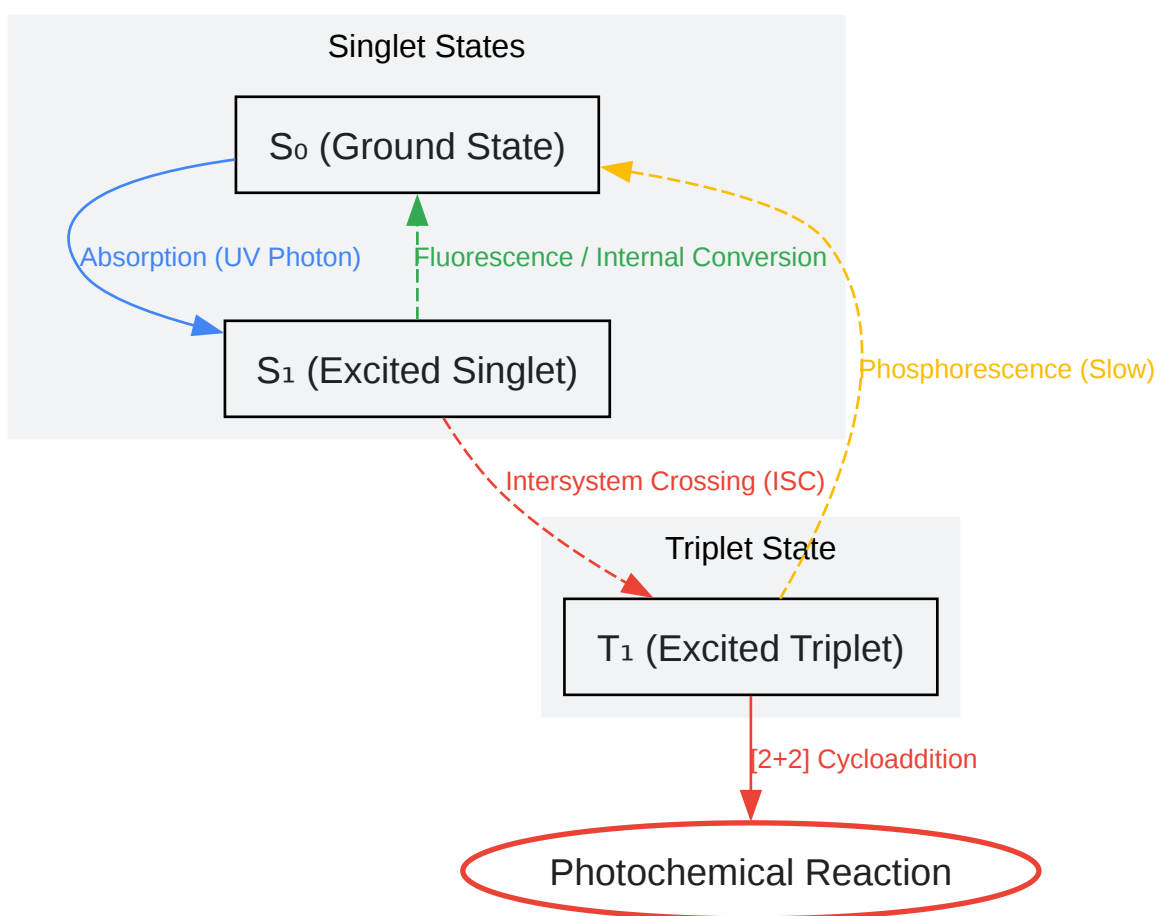 Singlet States
S₀ (Ground State)
Absorption (UV Photon)
Fluorescence / Internal Conversion
S₁ (Excited Singlet)
Phosphorescence (Slow)
Intersystem Crossing (ISC)
Triplet State
T₁ (Excited Triplet)
[2+2] Cycloaddition
Photochemical Reaction